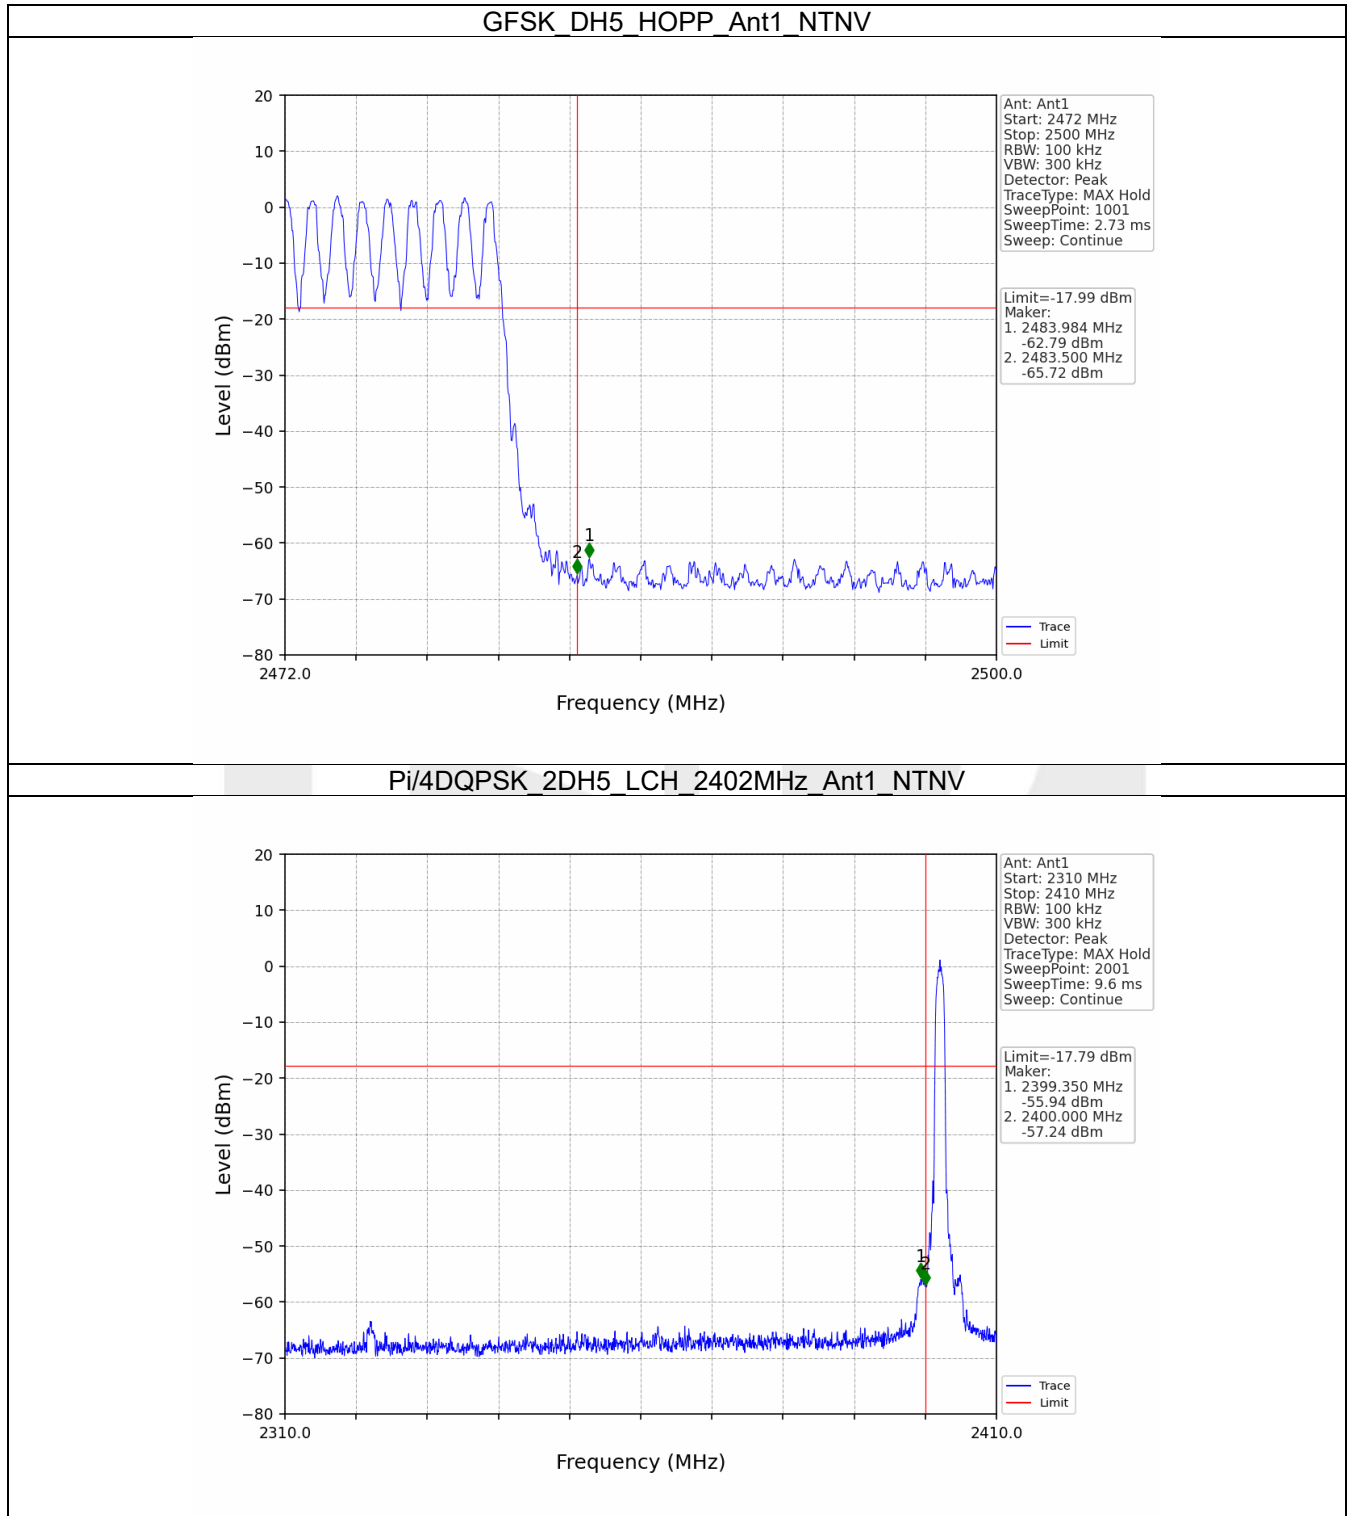 GFSK_DH5_HOPP_Ant1_NTNV
20
10
0
−10
−20
−30
−40
−50
−60
−70
−80
Level (dBm)
2472.0
2500.0
Frequency (MHz)
1
2
Ant: Ant1
Start: 2472 MHz
Stop: 2500 MHz
RBW: 100 kHz
VBW: 300 kHz
Detector: Peak
TraceType: MAX Hold
SweepPoint: 1001
SweepTime: 2.73 ms
Sweep: Continue
Limit=-17.99 dBm
Maker:
1. 2483.984 MHz
-62.79 dBm
2. 2483.500 MHz
-65.72 dBm
Trace
Limit
Pi/4DQPSK_2DH5_LCH_2402MHz_Ant1_NTNV
20
10
0
−10
−20
−30
−40
−50
−60
−70
−80
Level (dBm)
2310.0
2410.0
Frequency (MHz)
1
2
Ant: Ant1
Start: 2310 MHz
Stop: 2410 MHz
RBW: 100 kHz
VBW: 300 kHz
Detector: Peak
TraceType: MAX Hold
SweepPoint: 2001
SweepTime: 9.6 ms
Sweep: Continue
Limit=-17.79 dBm
Maker:
1. 2399.350 MHz
-55.94 dBm
2. 2400.000 MHz
-57.24 dBm
Trace
Limit